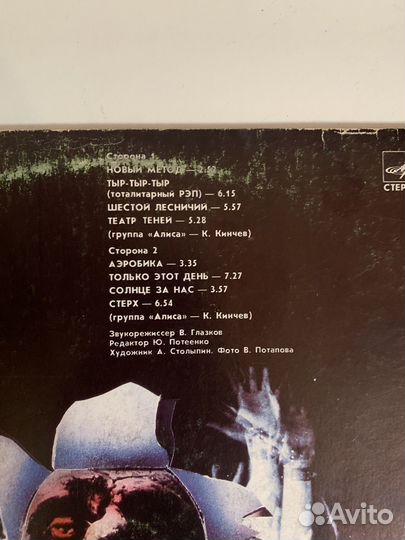 Сторона 1
НОВЫЙ МЕТОД —
ТЫР-ТЫР-ТЫР
(тоталитарный РЭП) — 6.15
ШЕСТОЙ ЛЕСНИЧИЙ — 5.57
ТЕАТР ТЕНЕЙ — 5.28
(группа «Алиса» — К. Кинчев)
СТЕР
Сторона 2
АЭРОБИКА — 3.35
ТОЛЬКО ЭТОТ ДЕНЬ — 7.27
СОЛНЦЕ ЗА НАС — 3.57
СТЕРХ — 6.54
(группа «Алиса» — К. Кинчев)
Звукорежиссер В. Глазков
Редактор Ю. Потеенко
Художник А. Столыпин. Фото В. Потапова
Avito